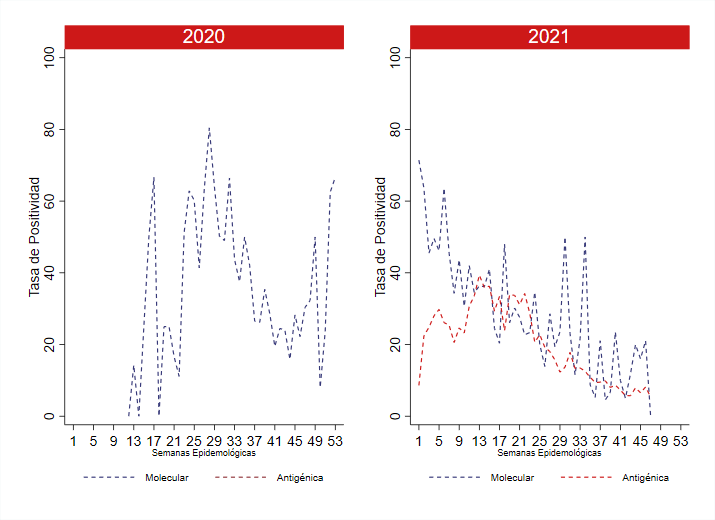 2020
2021
Tasa de Positividad
100
80
60
40
20
0
1 5 9 13 17 21 25 29 33 37 41 45 49 53
Semanas Epidemológicas
Molecular Antigénica
Tasa de Positividad
100
80
60
40
20
0
1 5 9 13 17 21 25 29 33 37 41 45 49 53
Semanas Epidemológicas
Molecular Antigénica